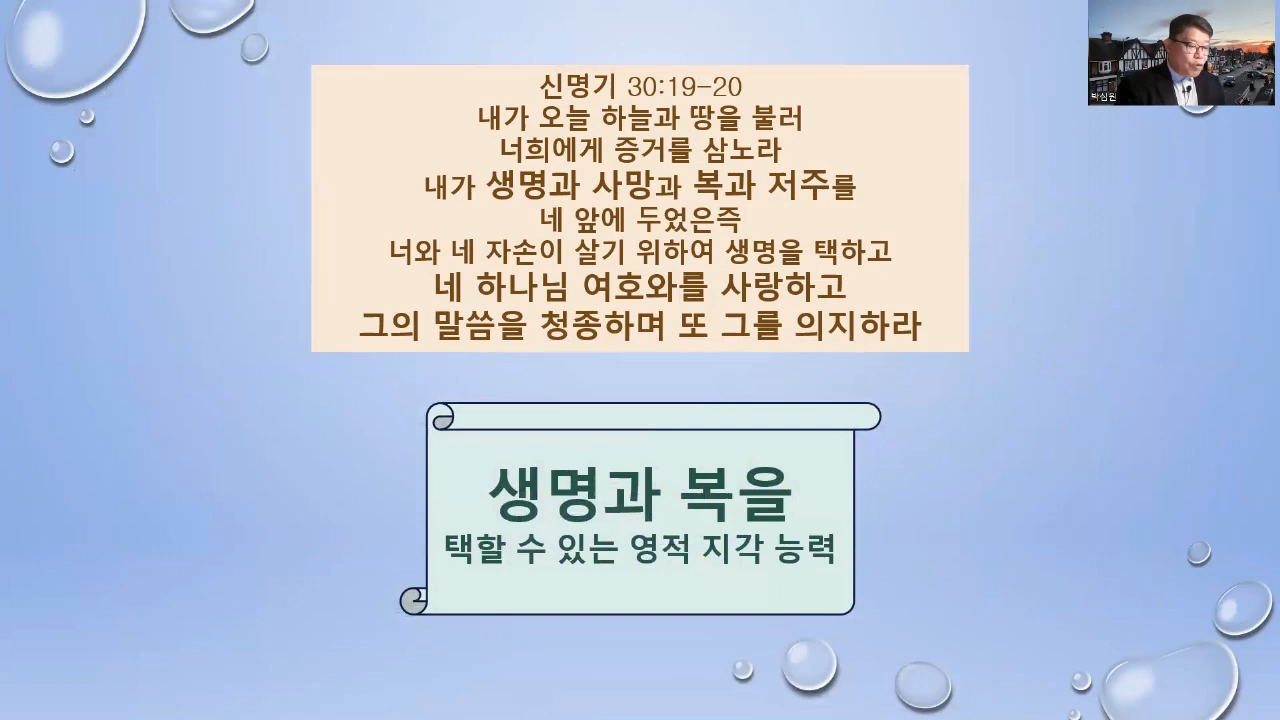 신명기 30:19-20
내가 오늘 하늘과 땅을 불러
너희에게 증거를 삼노라
내가 생명과 사망과 복과 저주를
네 앞에 두었은즉
너와 네 자손이 살기 위하여 생명을 택하고
네 하나님 여호와를 사랑하고
그의 말씀을 청종하며 또 그를 의지하라
생명과 복을
택할 수 있는 영적 지각 능력
박심원